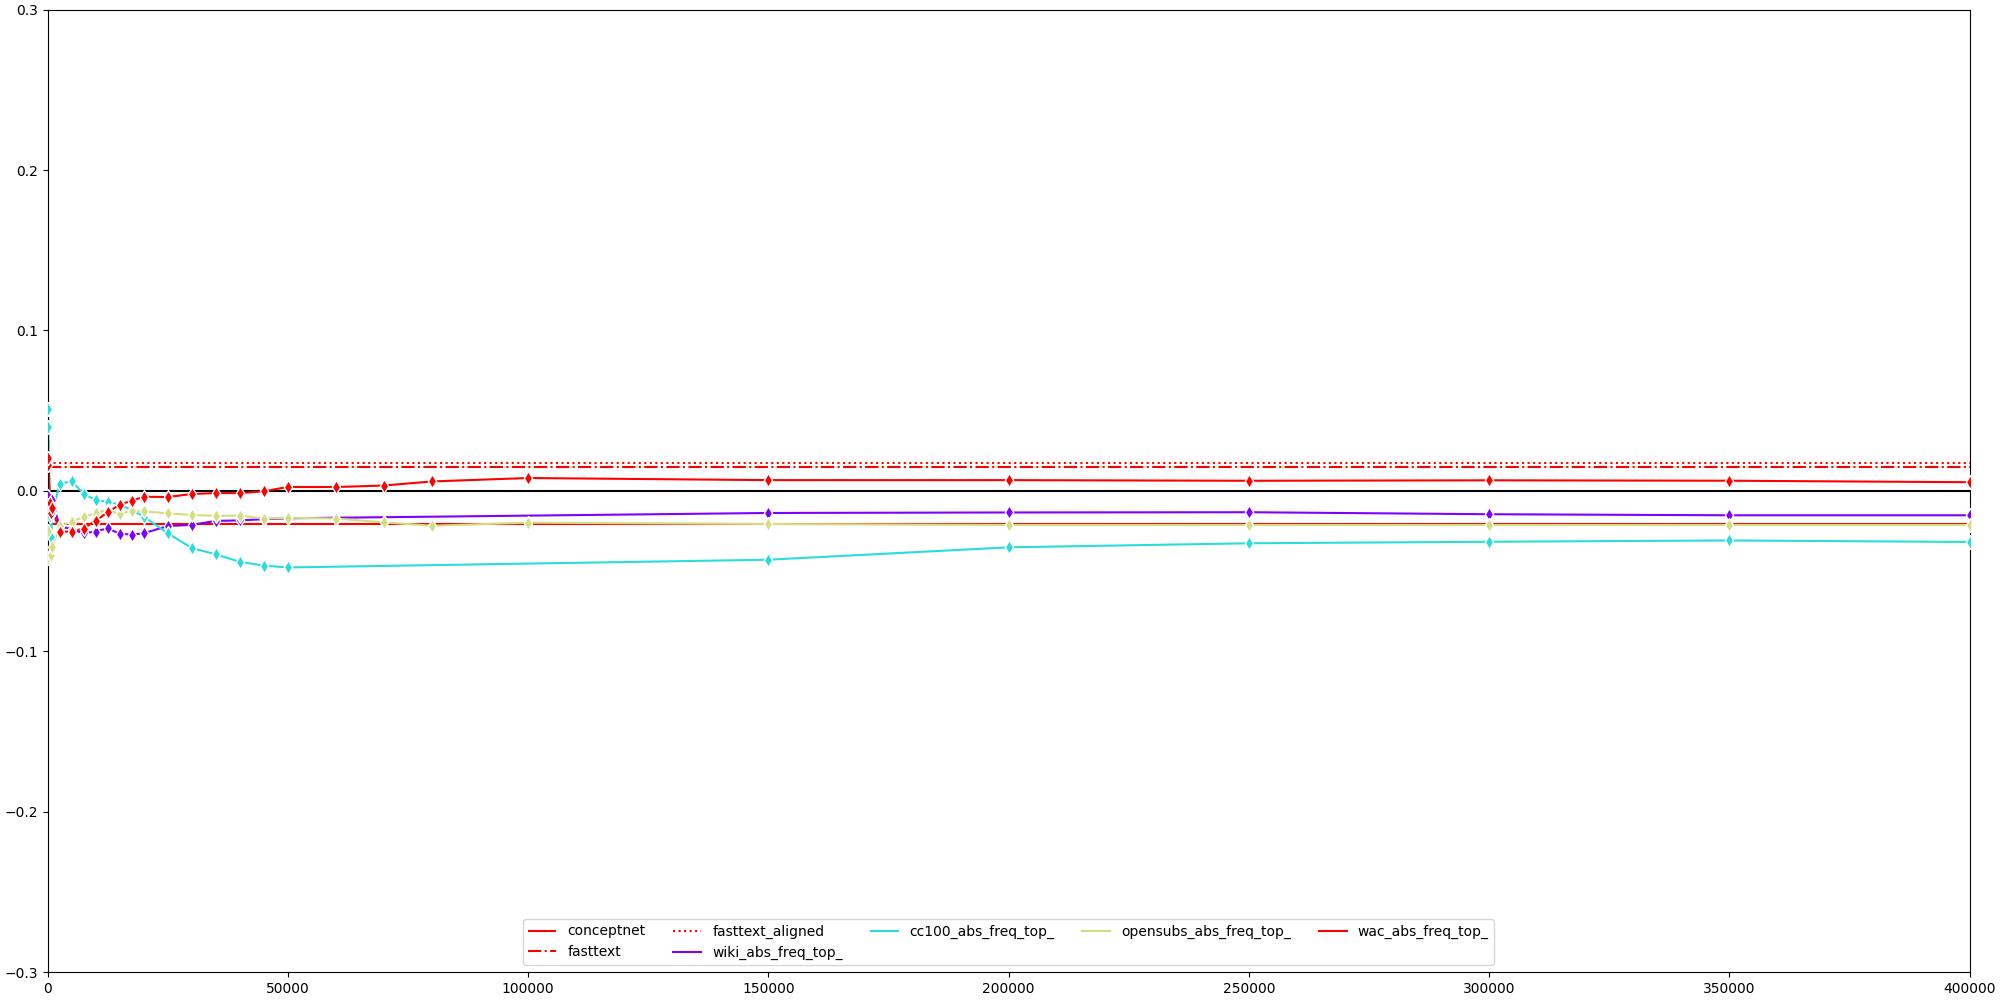 0.3
0.2
0.1
0.0
−0.1
−0.2
−0.3
conceptnet
fasttext
fasttext_aligned
wiki_abs_freq_top_
cc100_abs_freq_top_
opensubs_abs_freq_top_
wac_abs_freq_top_
0 50000 100000 150000 200000 250000 300000 350000 400000